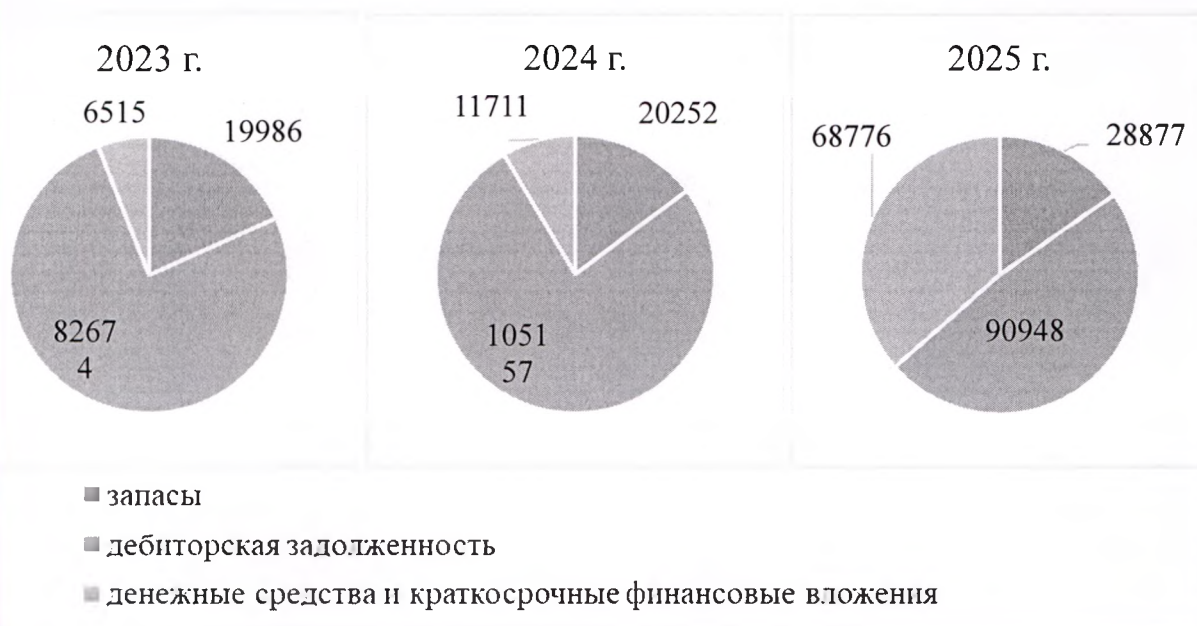 2023 г.
6515
19986
8267
4
2024 г.
11711
20252
1051
57
2025 г.
68776
28877
90948
запасы
дебиторская задолженность
денежные средства и краткосрочные финансовые вложения